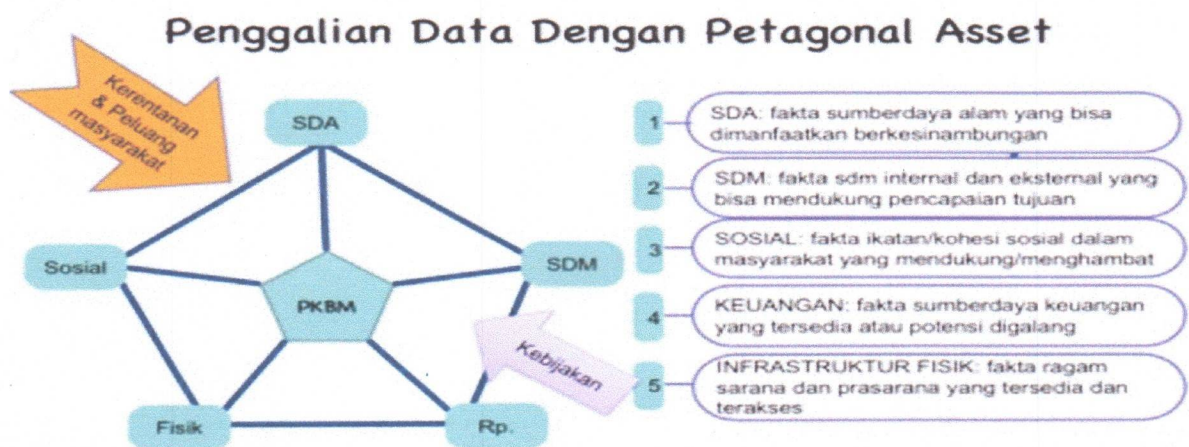 Penggalian Data Dengan Petagonal Asset
Kerentanan
& Peluang
masyarakat
SDA
Sosial
SDM
PKBM
Kebijakan
Fisik
Rp.
1
SDA: fakta sumberdaya alam yang bisa
dimanfaatkan berkesinambungan
2
SDM: fakta sdm internal dan eksternal yang
bisa mendukung pencapaian tujuan
3
SOSIAL: fakta ikatan/kohesi sosial dalam
masyarakat yang mendukung/menghambat
4
KEUANGAN: fakta sumberdaya keuangan
yang tersedia atau potensi digalang
5
INFRASTRUKTUR FISIK: fakta ragam
sarana dan prasarana yang tersedia dan
terakses